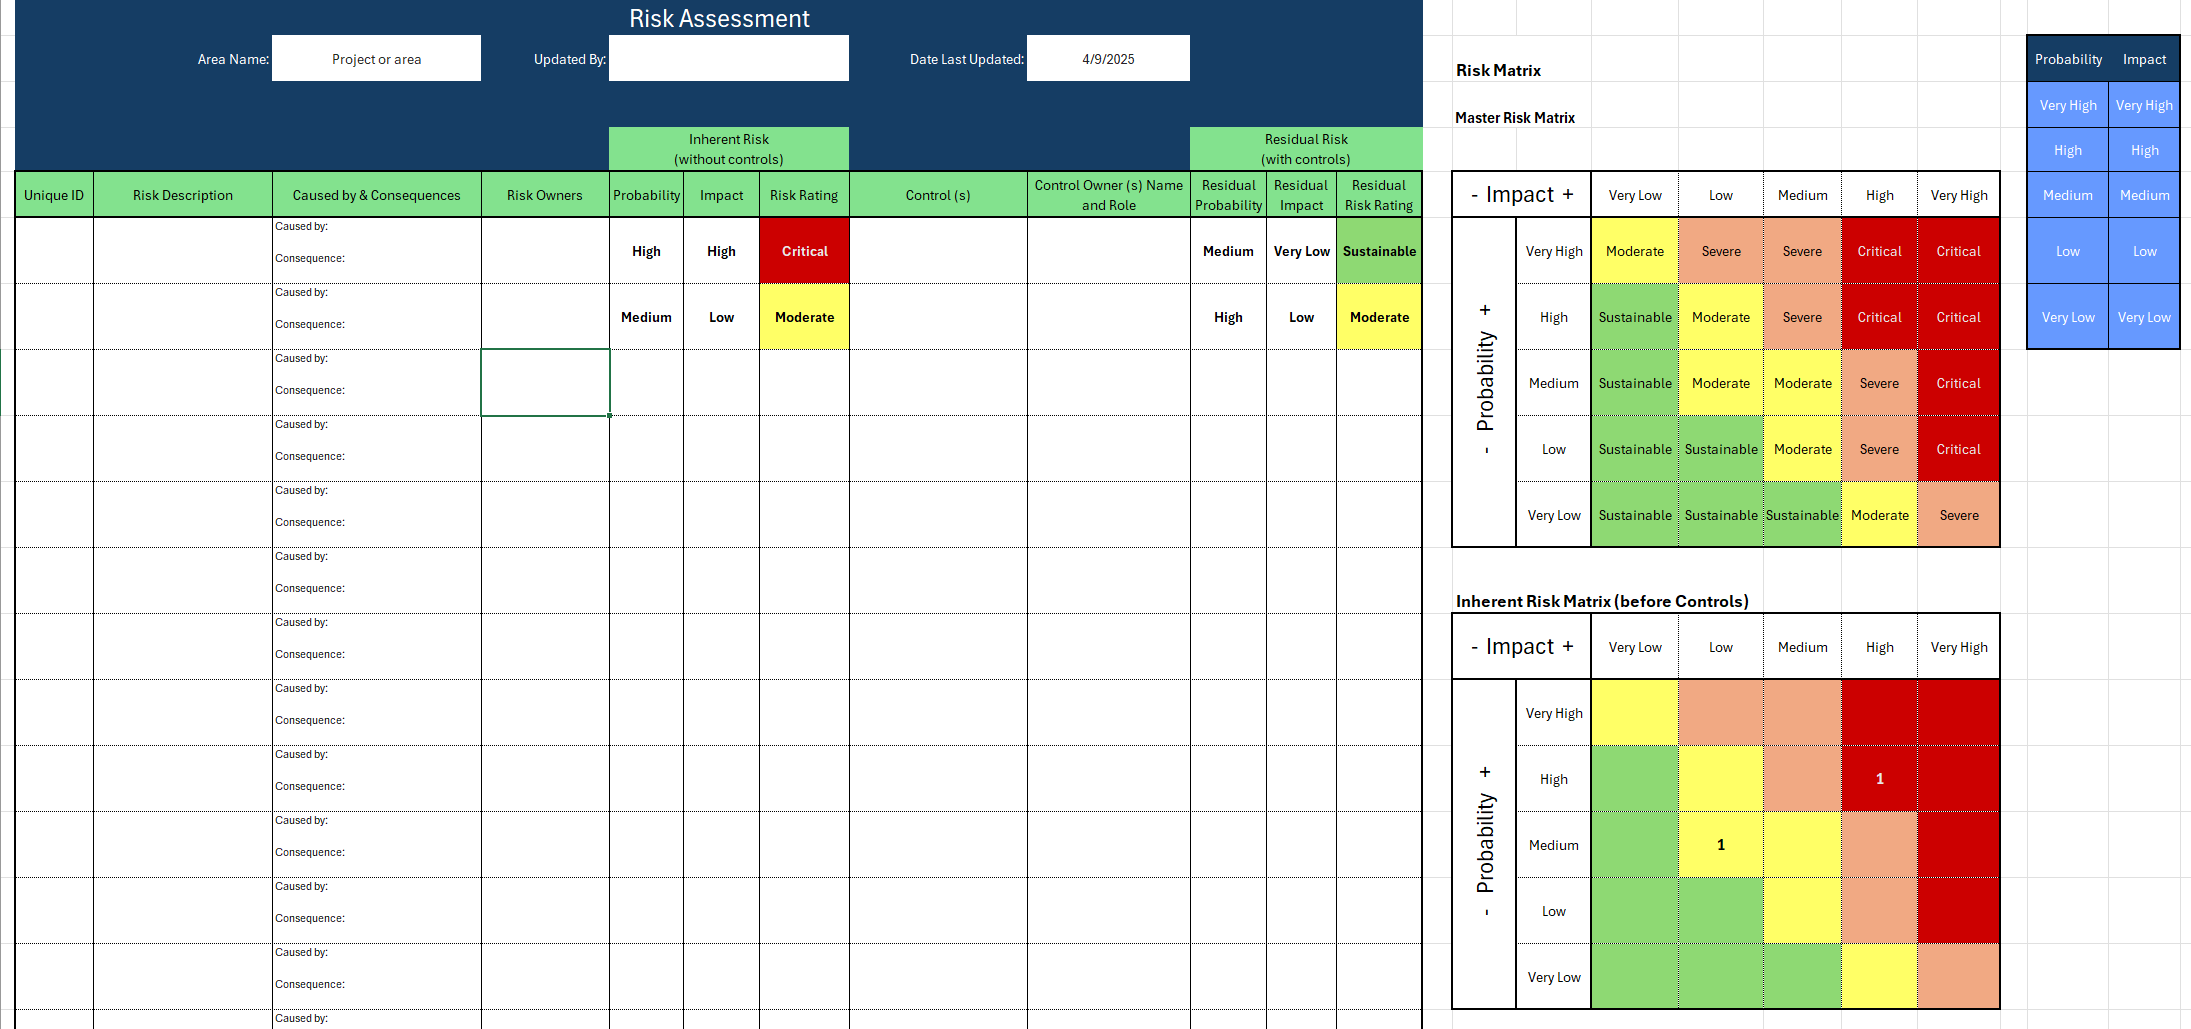 Risk Assessment
Area Name: Project or area Updated By: Date Last Updated: 4/9/2025
Inherent Risk
(without controls)
Residual Risk
(with controls)
Unique ID Risk Description Caused by & Consequences Risk Owners Probability Impact Risk Rating Control (s) Control Owner (s) Name and Role Residual Probability Residual Impact Residual Risk Rating
Caused by:
Consequence:
High High Critical Medium Very Low Sustainable
Caused by:
Consequence:
Medium Low Moderate High Low Moderate
Caused by:
Consequence:
Caused by:
Consequence:
Caused by:
Consequence:
Caused by:
Consequence:
Caused by:
Consequence:
Caused by:
Consequence:
Caused by:
Consequence:
Caused by:
Consequence:
Caused by:
Consequence:
Caused by:
Consequence:
Caused by:
Risk Matrix
Master Risk Matrix
- Impact + Very Low Low Medium High Very High
- Probability +
Very High Moderate Severe Severe Critical Critical
High Sustainable Moderate Severe Critical Critical
Medium Sustainable Moderate Moderate Severe Critical
Low Sustainable Sustainable Moderate Severe Critical
Very Low Sustainable Sustainable Sustainable Moderate Severe
Inherent Risk Matrix (before Controls)
- Impact + Very Low Low Medium High Very High
- Probability +
Very High
High 1
Medium 1
Low
Very Low
Probability Impact
Very High Very High
High High
Medium Medium
Low Low
Very Low Very Low